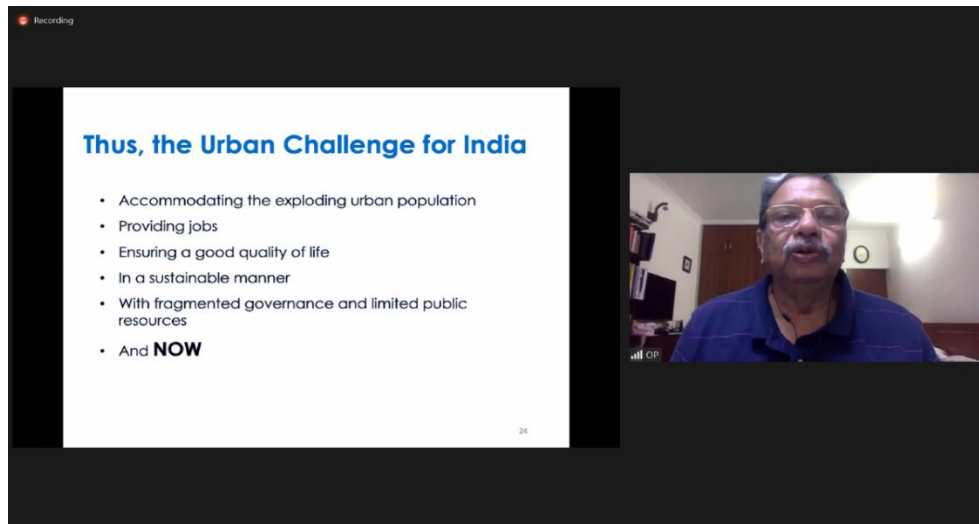 Recording
Thus, the Urban Challenge for India
• Accommodating the exploding urban population
• Providing jobs
• Ensuring a good quality of life
• In a sustainable manner
• With fragmented governance and limited public
resources
• And NOW
24
OP